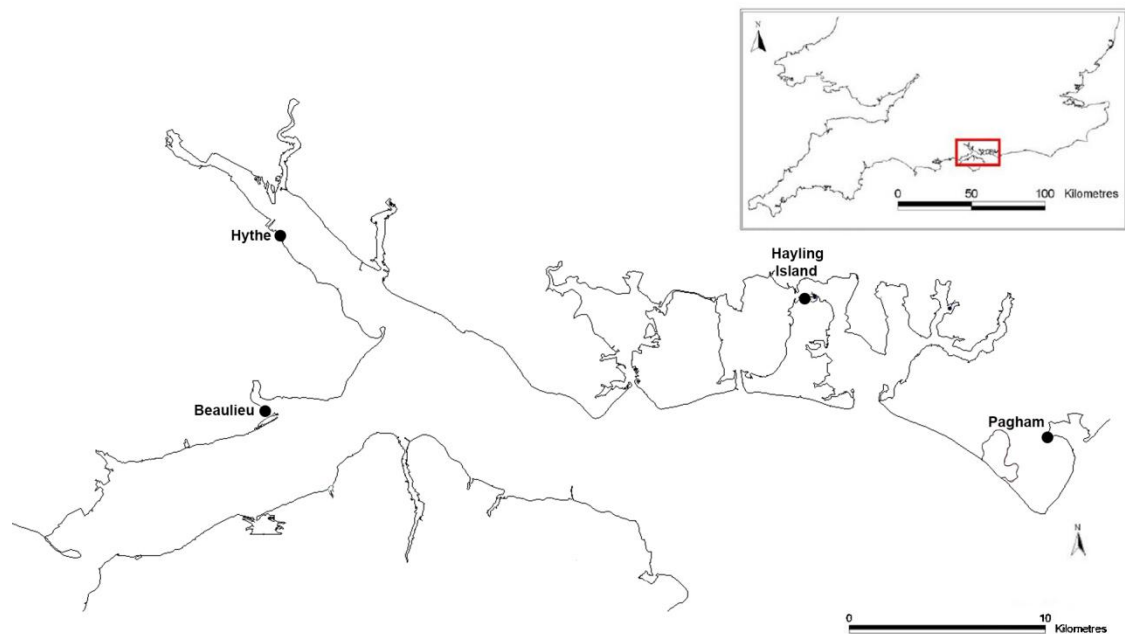 N
0 50 100 Kilometres
Hythe
Hayling
Island
Beaulieu
Pagham
N
0 10
Kilometres